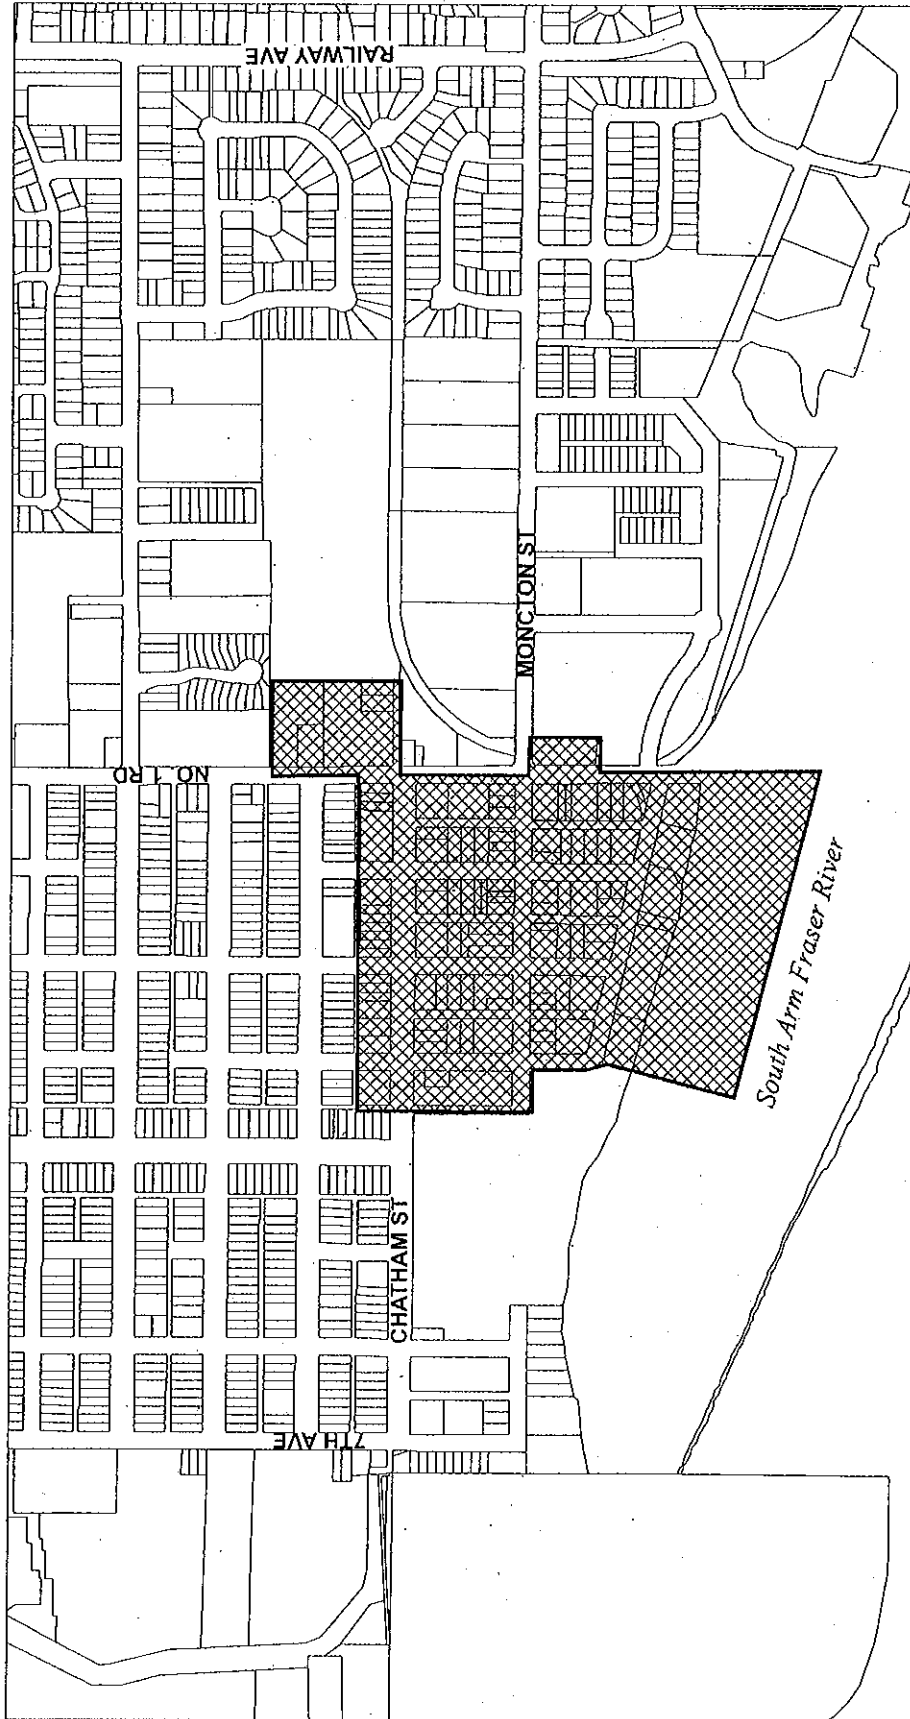 RAILWAY AVE
MONCTON ST
NO. 1 RD
South Arm Fraser River
CHATHAM ST
7TH AVE